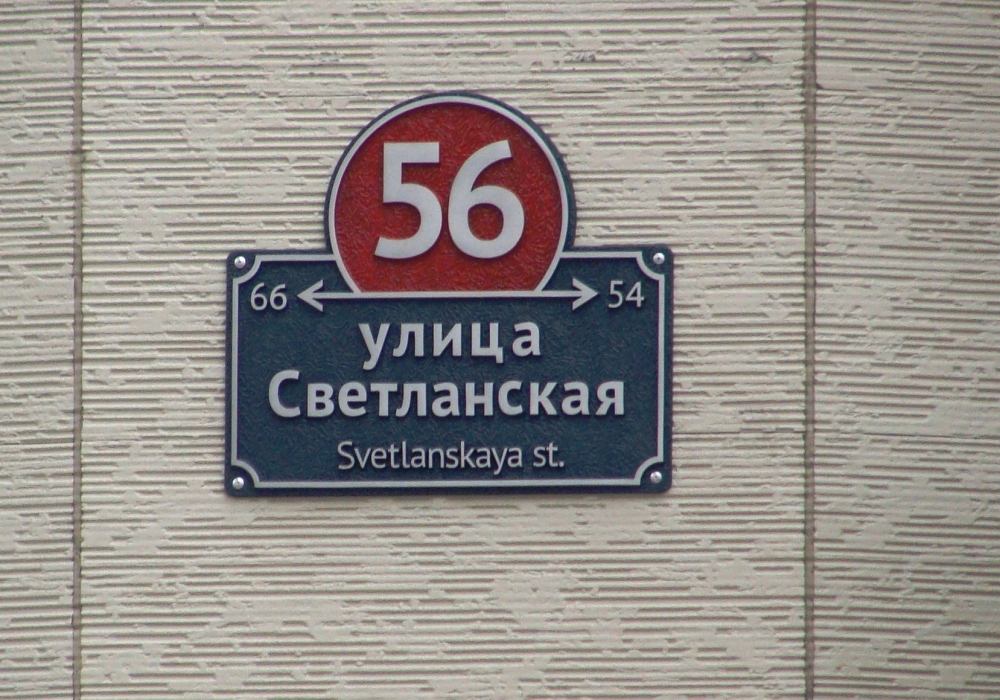 56
66 54
улица
Светланская
Svetlanskaya st.